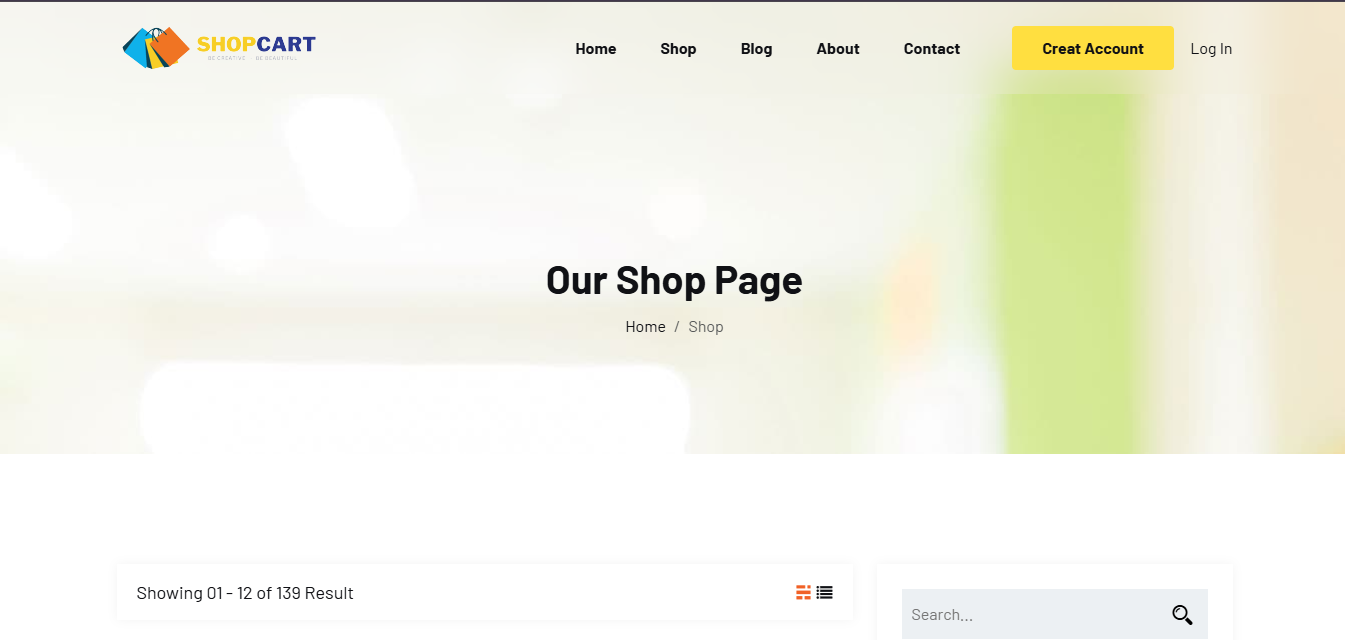 SHOPCART
BE CREATIVE BE BEAUTIFUL
Home Shop Blog About Contact Creat Account Log In
Our Shop Page
Home / Shop
Showing 01 - 12 of 139 Result
Search...